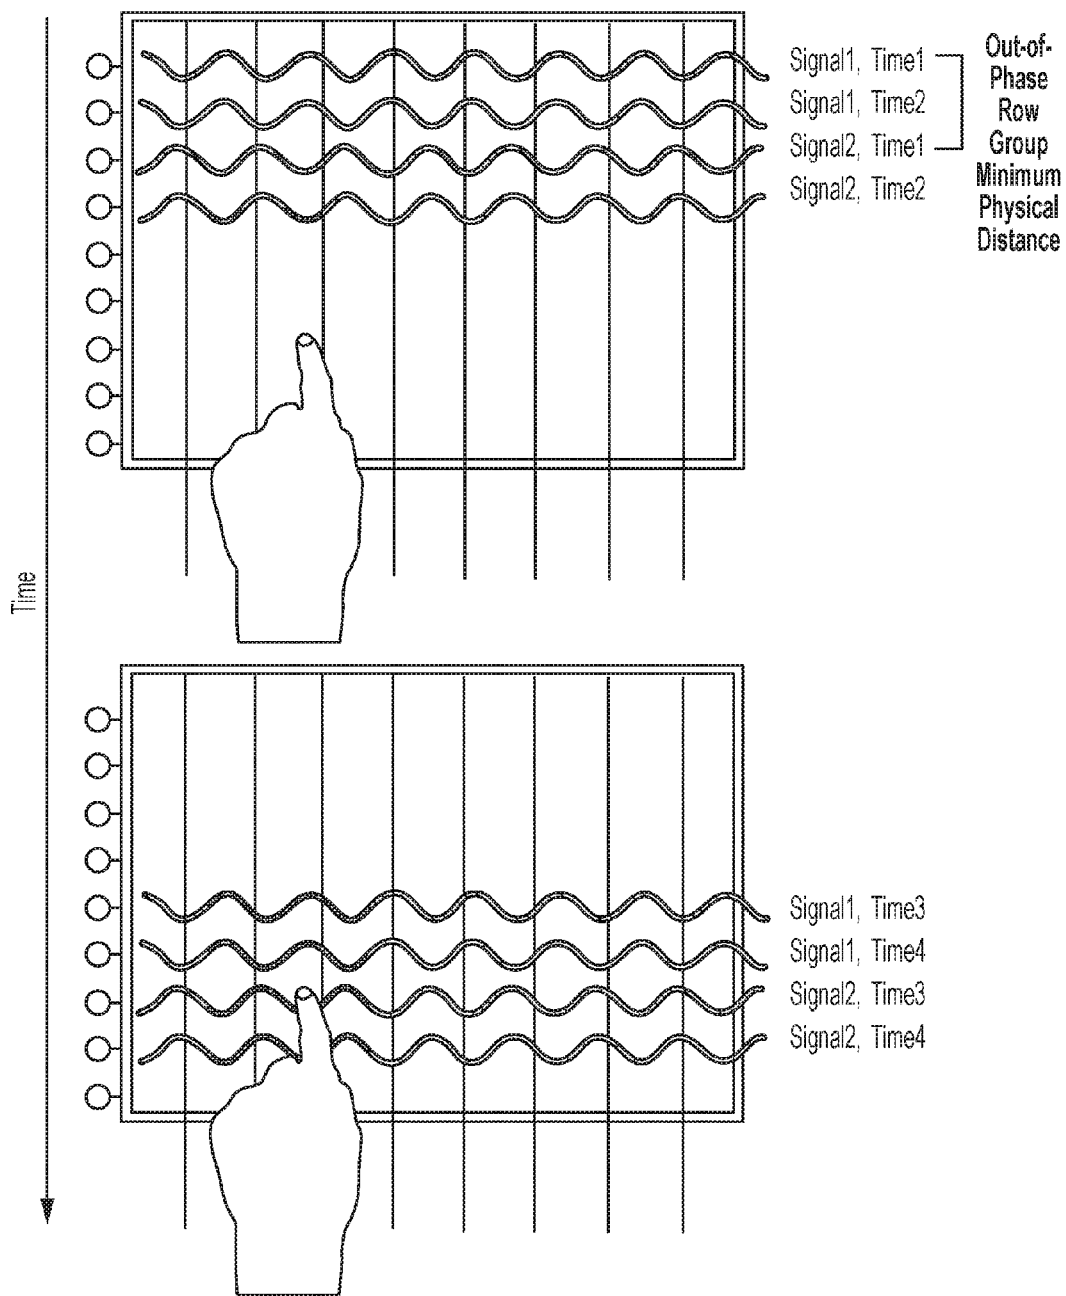 Signal1, Time1
Signal1, Time2
Signal2, Time1
Signal2, Time2
Out-of-
Phase
Row
Group
Minimum
Physical
Distance
Time
Signal1, Time3
Signal1, Time4
Signal2, Time3
Signal2, Time4